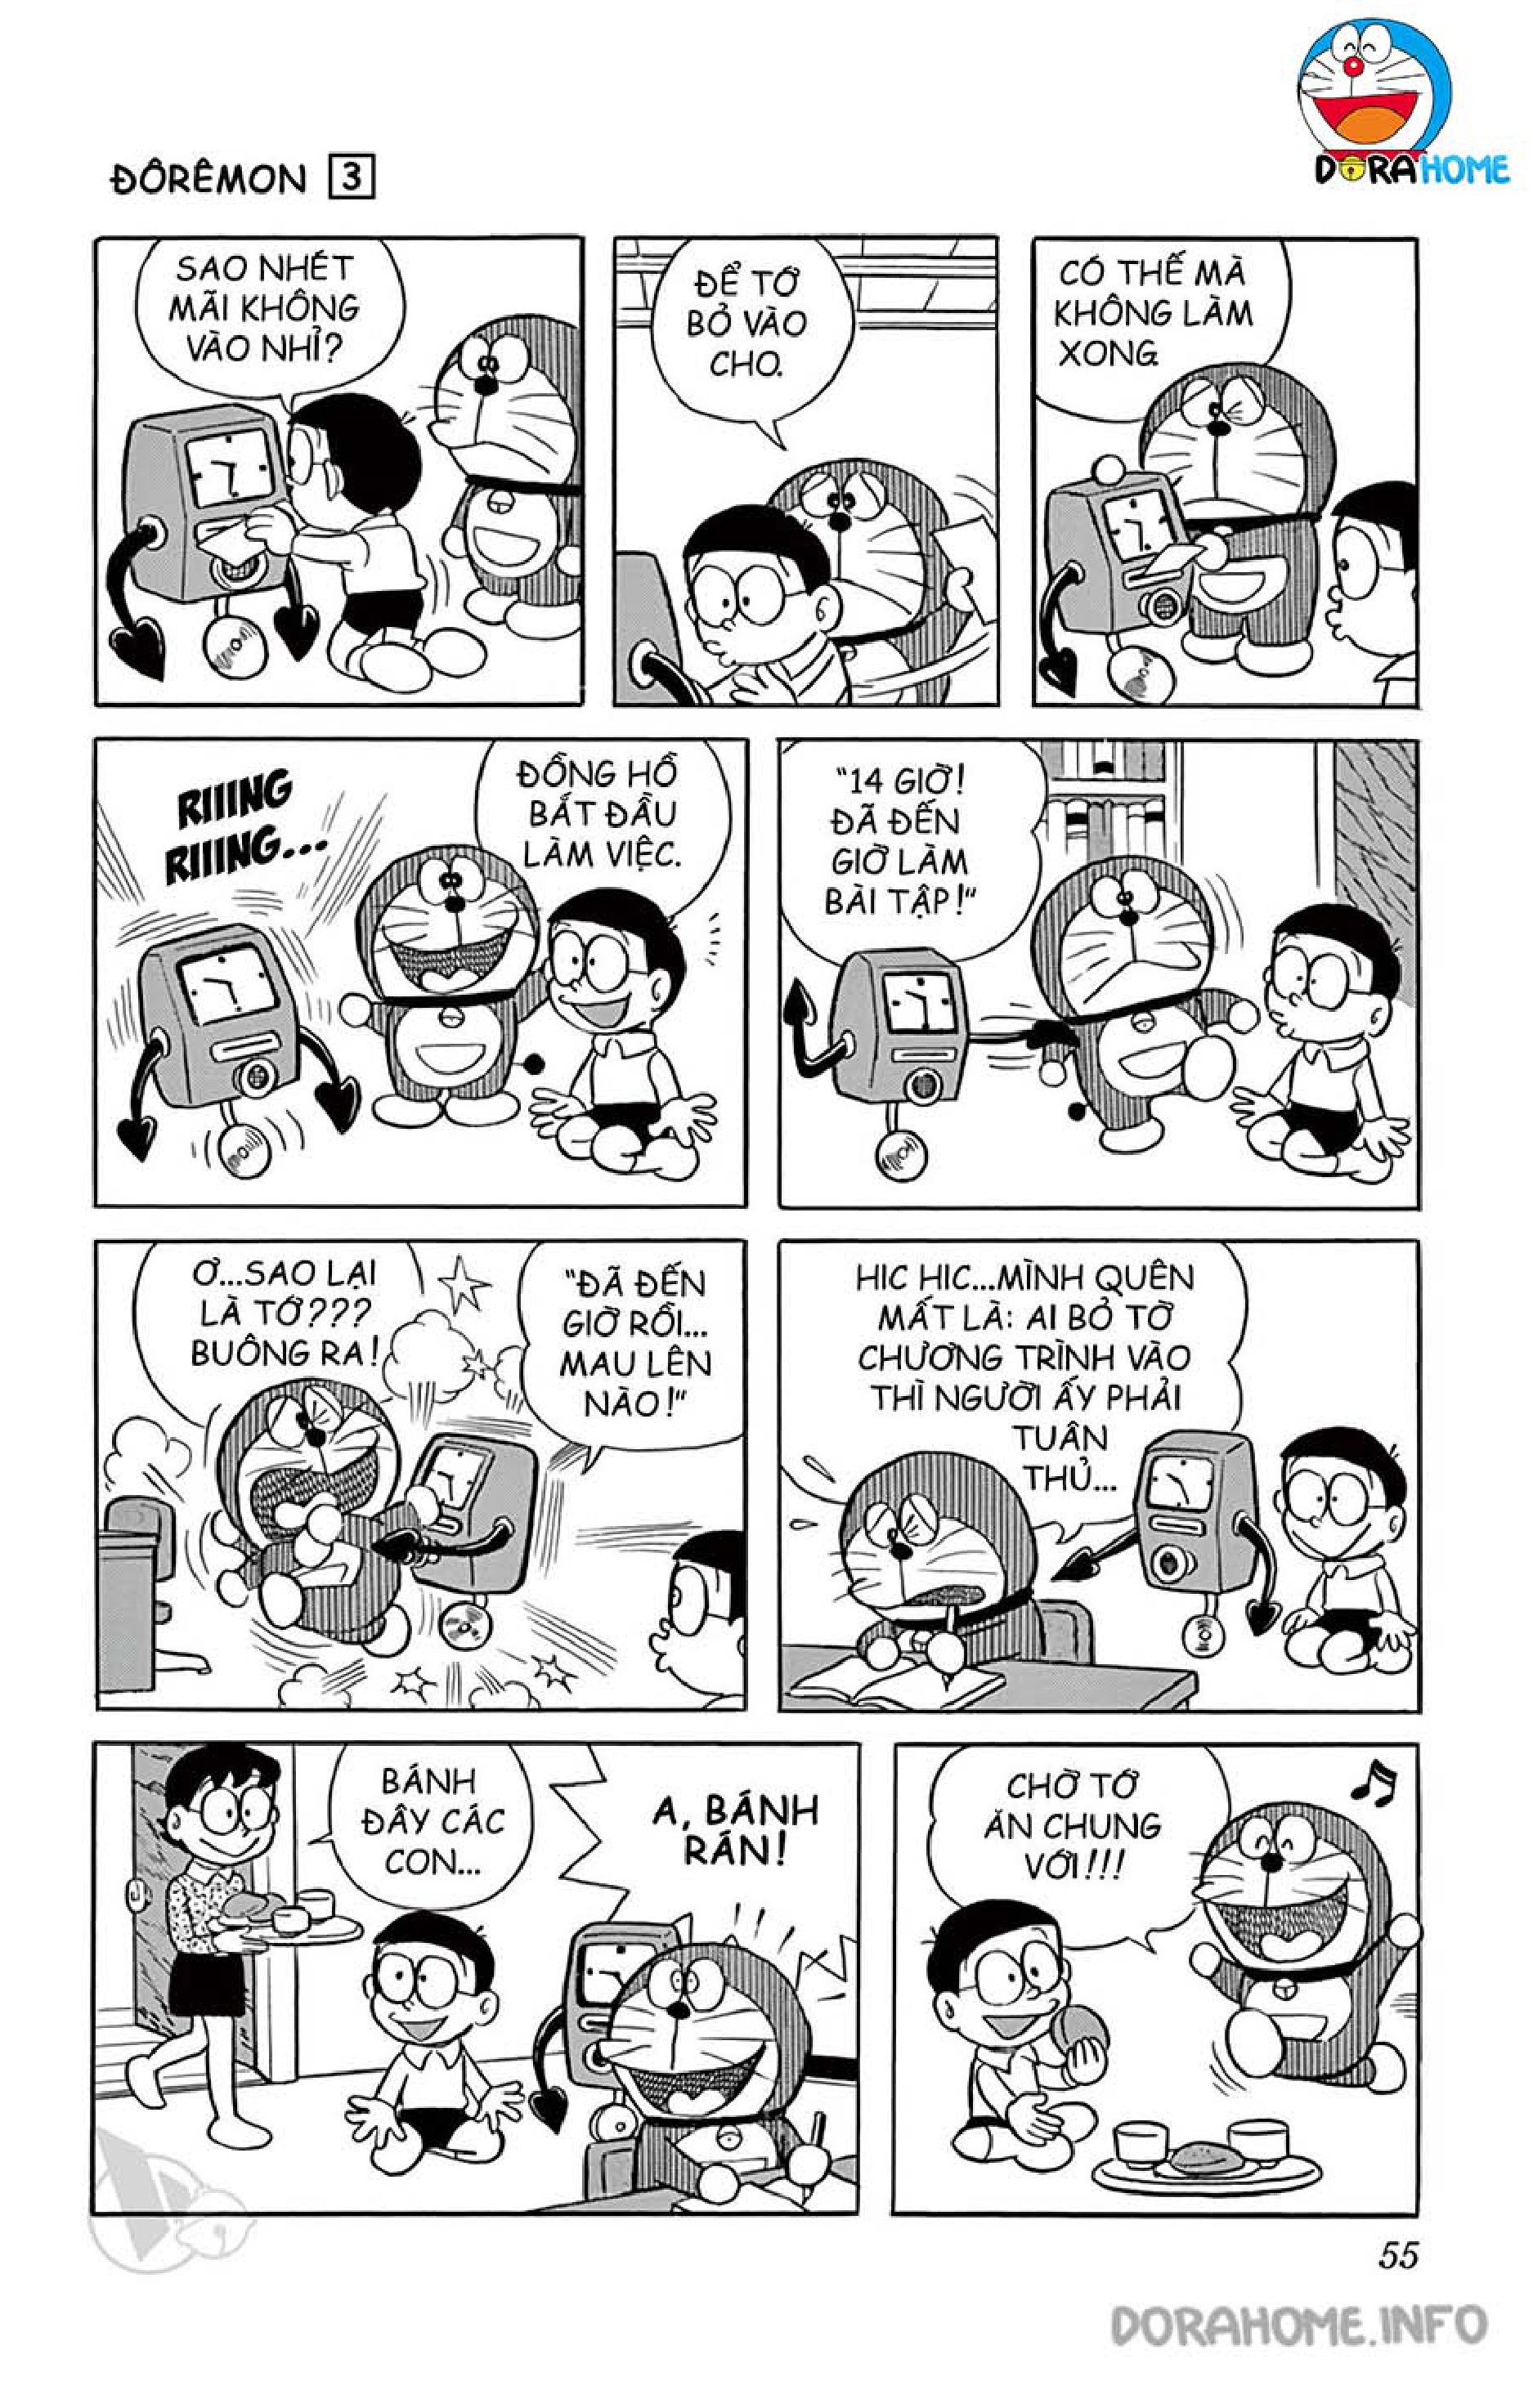 DORAHOME
ĐÔRÊMON 3
SAO NHÉT
MÃI KHÔNG
VÀO NHỈ?
ĐỂ TỚ
BỎ VÀO
CHO.
CÓ THẾ MÀ
KHÔNG LÀM
XONG.
RIIING
RIIING...
ĐỒNG HỒ
BẮT ĐẦU
LÀM VIỆC.
"14 GIỜ!
ĐÃ ĐẾN
GIỜ LÀM
BÀI TẬP!"
Ơ...SAO LẠI
LÀ TỚ???
BUÔNG RA!
"ĐÃ ĐẾN
GIỜ RỒI...
MAU LÊN
NÀO!"
HIC HIC...MÌNH QUÊN
MẤT LÀ: AI BỎ TỜ
CHƯƠNG TRÌNH VÀO
THÌ NGƯỜI ẤY PHẢI
TUÂN
THỦ...
BÁNH
ĐÂY CÁC
CON...
A, BÁNH
RÁN!
CHỜ TỚ
ĂN CHUNG
VỚI!!!
55
DORAHOME.INFO